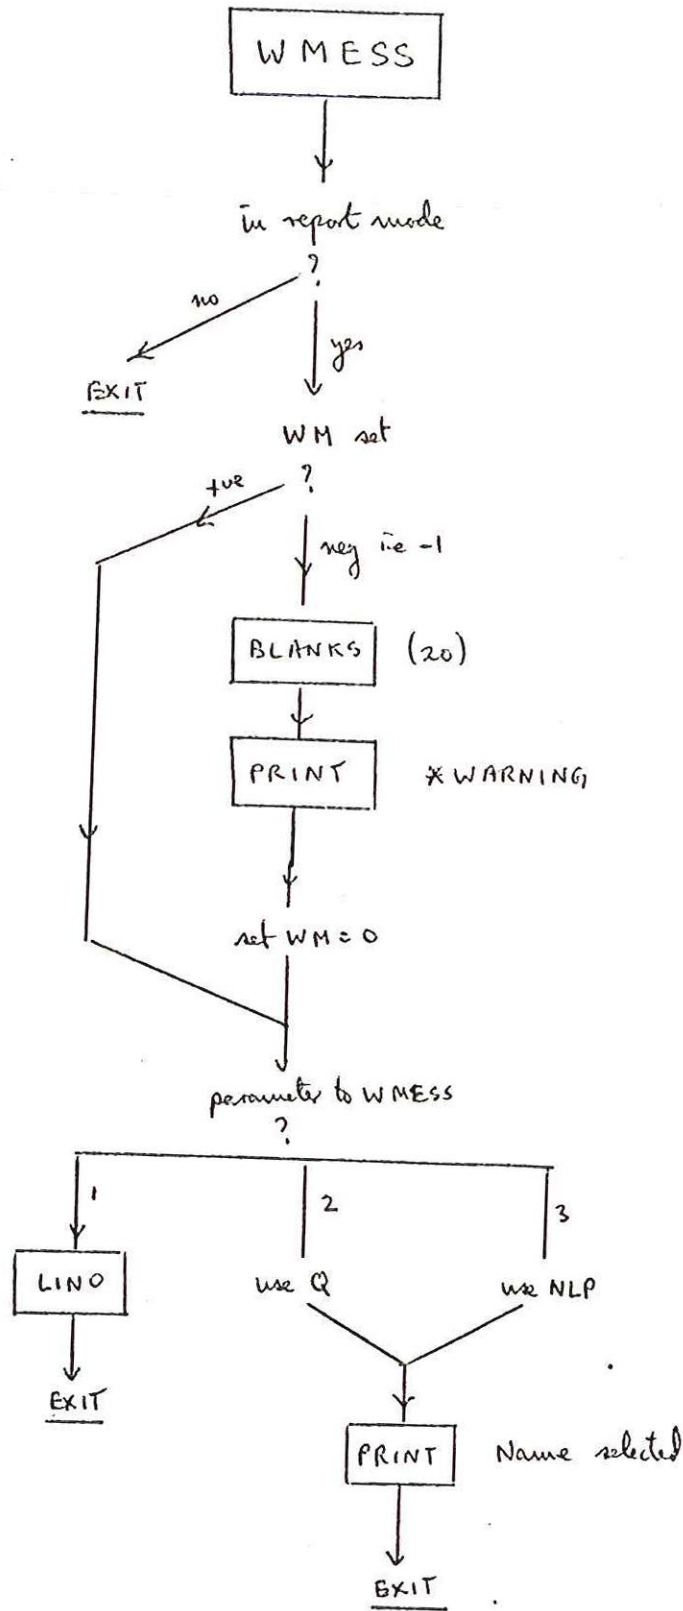 WMESS
in report mode
?
no
yes
EXIT
WM set
?
+ve
neg i.e -1
BLANKS (20)
PRINT *WARNING
set WM = 0
parameter to WMESS
?
1
2
3
LINO
use Q
use NLP
EXIT
PRINT Name selected
EXIT